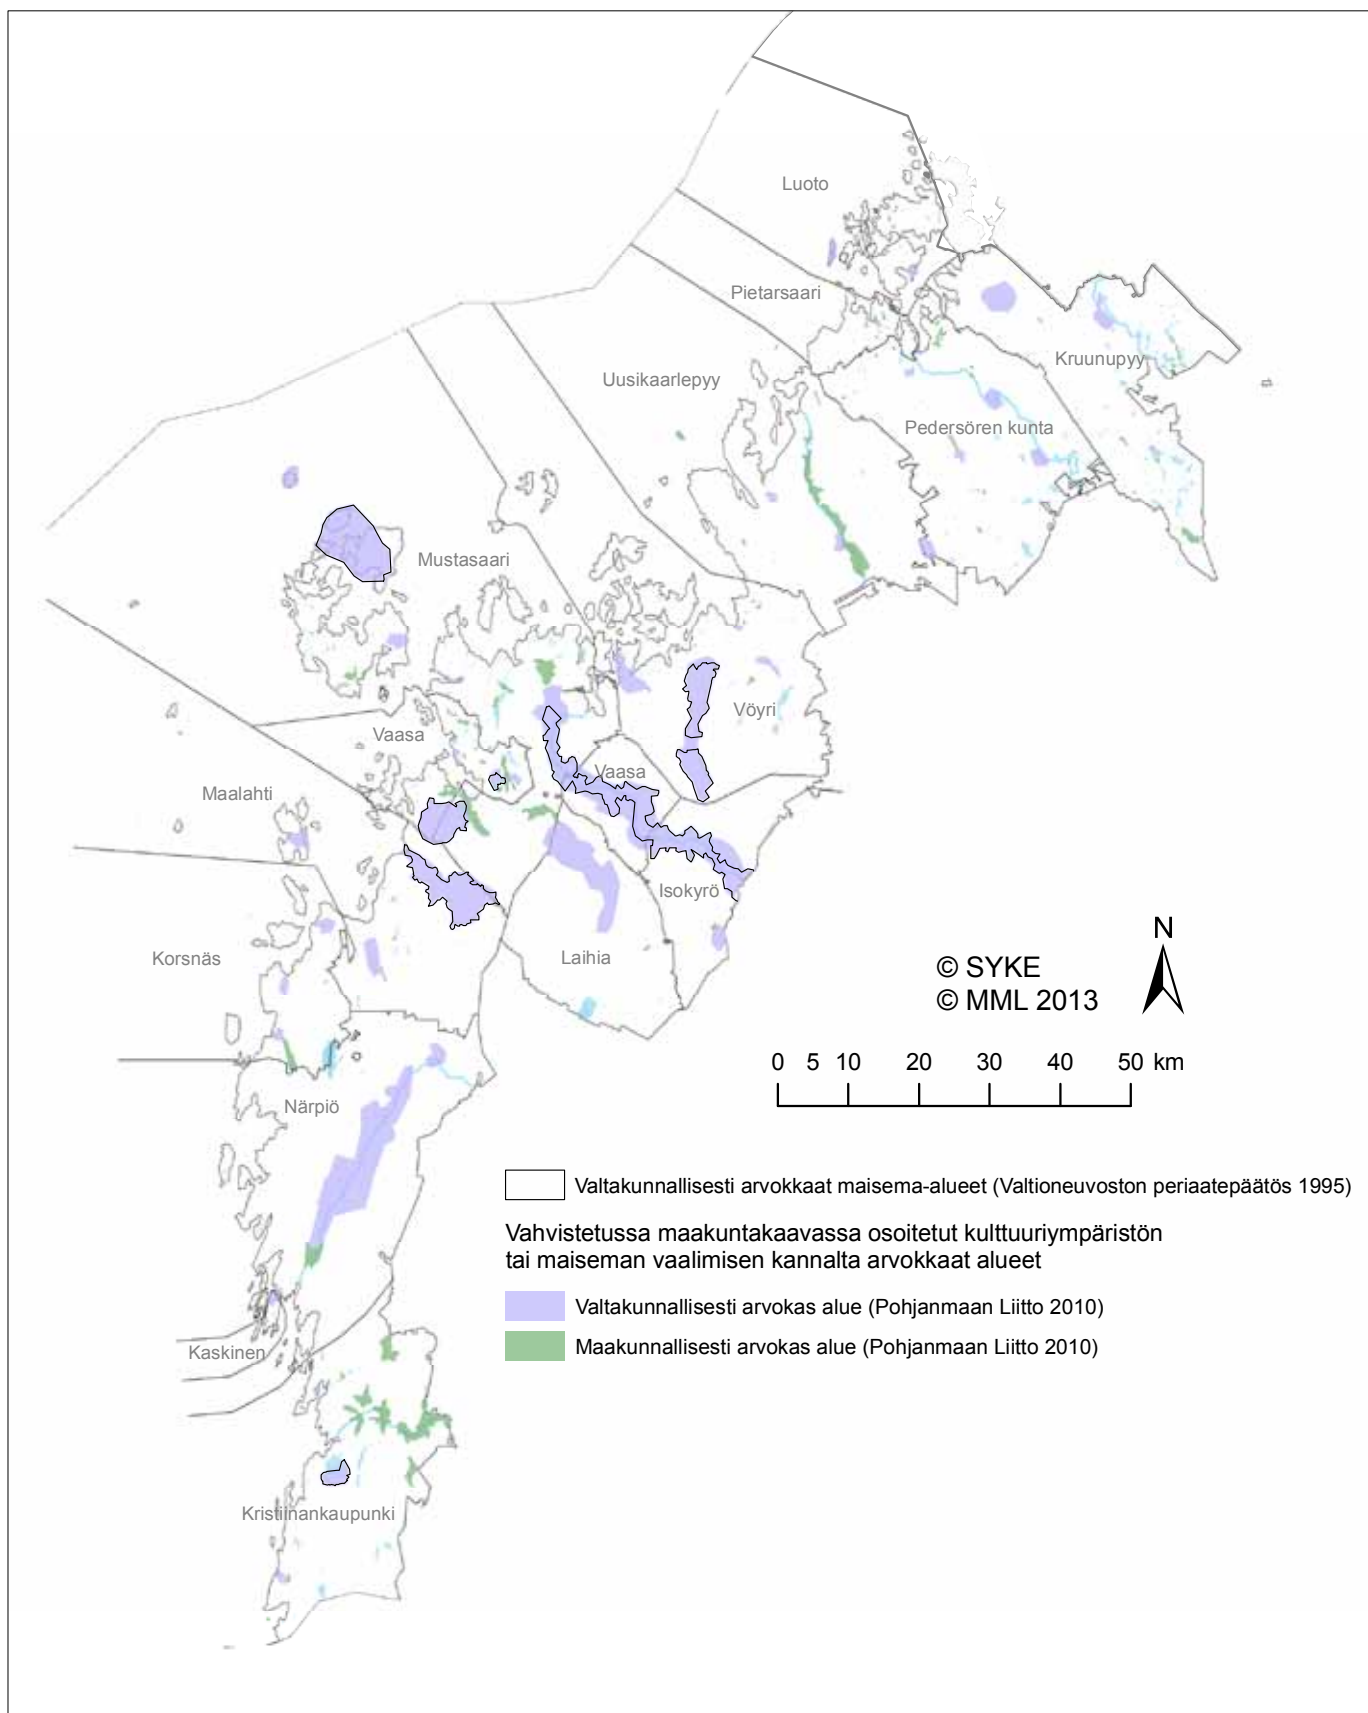 Luoto
Pietarsaari
Kruunupyy
Uusikaarlepyy
Pedersören kunta
Mustasaari
Vöyri
Vaasa
Vaasa
Maalahti
Isokyrö
Korsnäs
Laihia
N
© SYKE
© MML 2013
0 5 10 20 30 40 50 km
Närpiö
Valtakunnallisesti arvokkaat maisema-alueet (Valtioneuvoston periaatepäätös 1995)
Vahvistetussa maakuntakaavassa osoitetut kulttuuriympäristön
tai maiseman vaalimisen kannalta arvokkaat alueet
Valtakunnallisesti arvokas alue (Pohjanmaan Liitto 2010)
Maakunnallisesti arvokas alue (Pohjanmaan Liitto 2010)
Kaskinen
Kristiinankaupunki